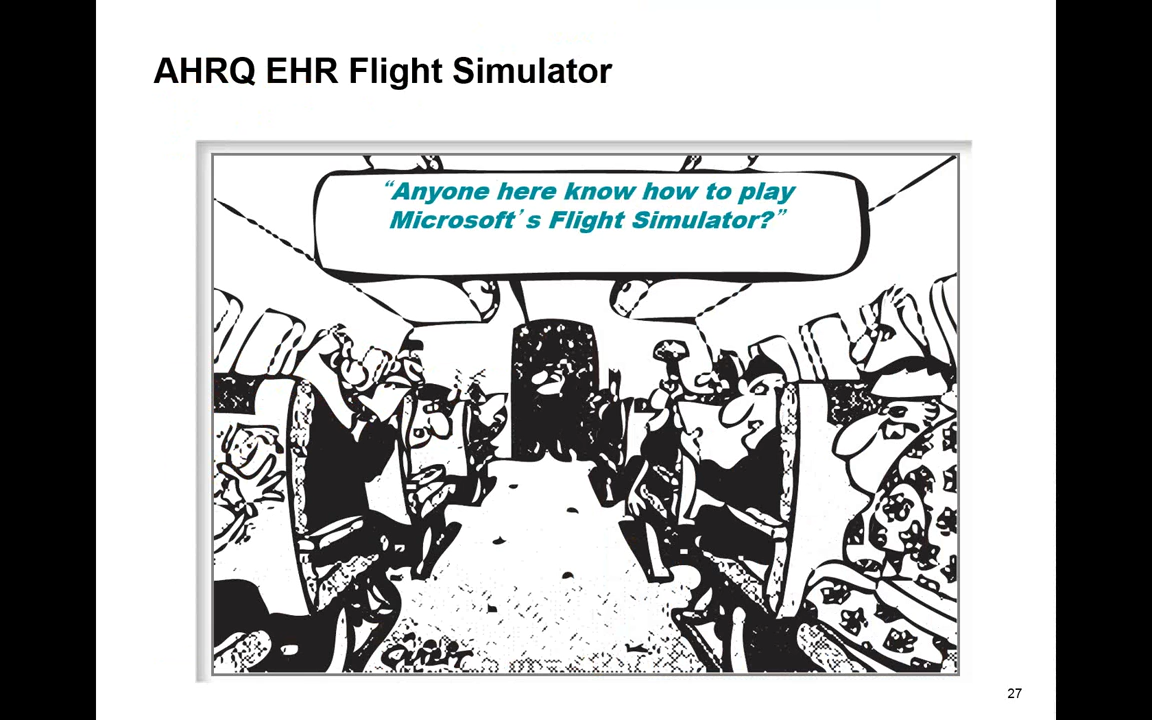 AHRQ EHR Flight Simulator
“Anyone here know how to play
Microsoft’s Flight Simulator?”
27